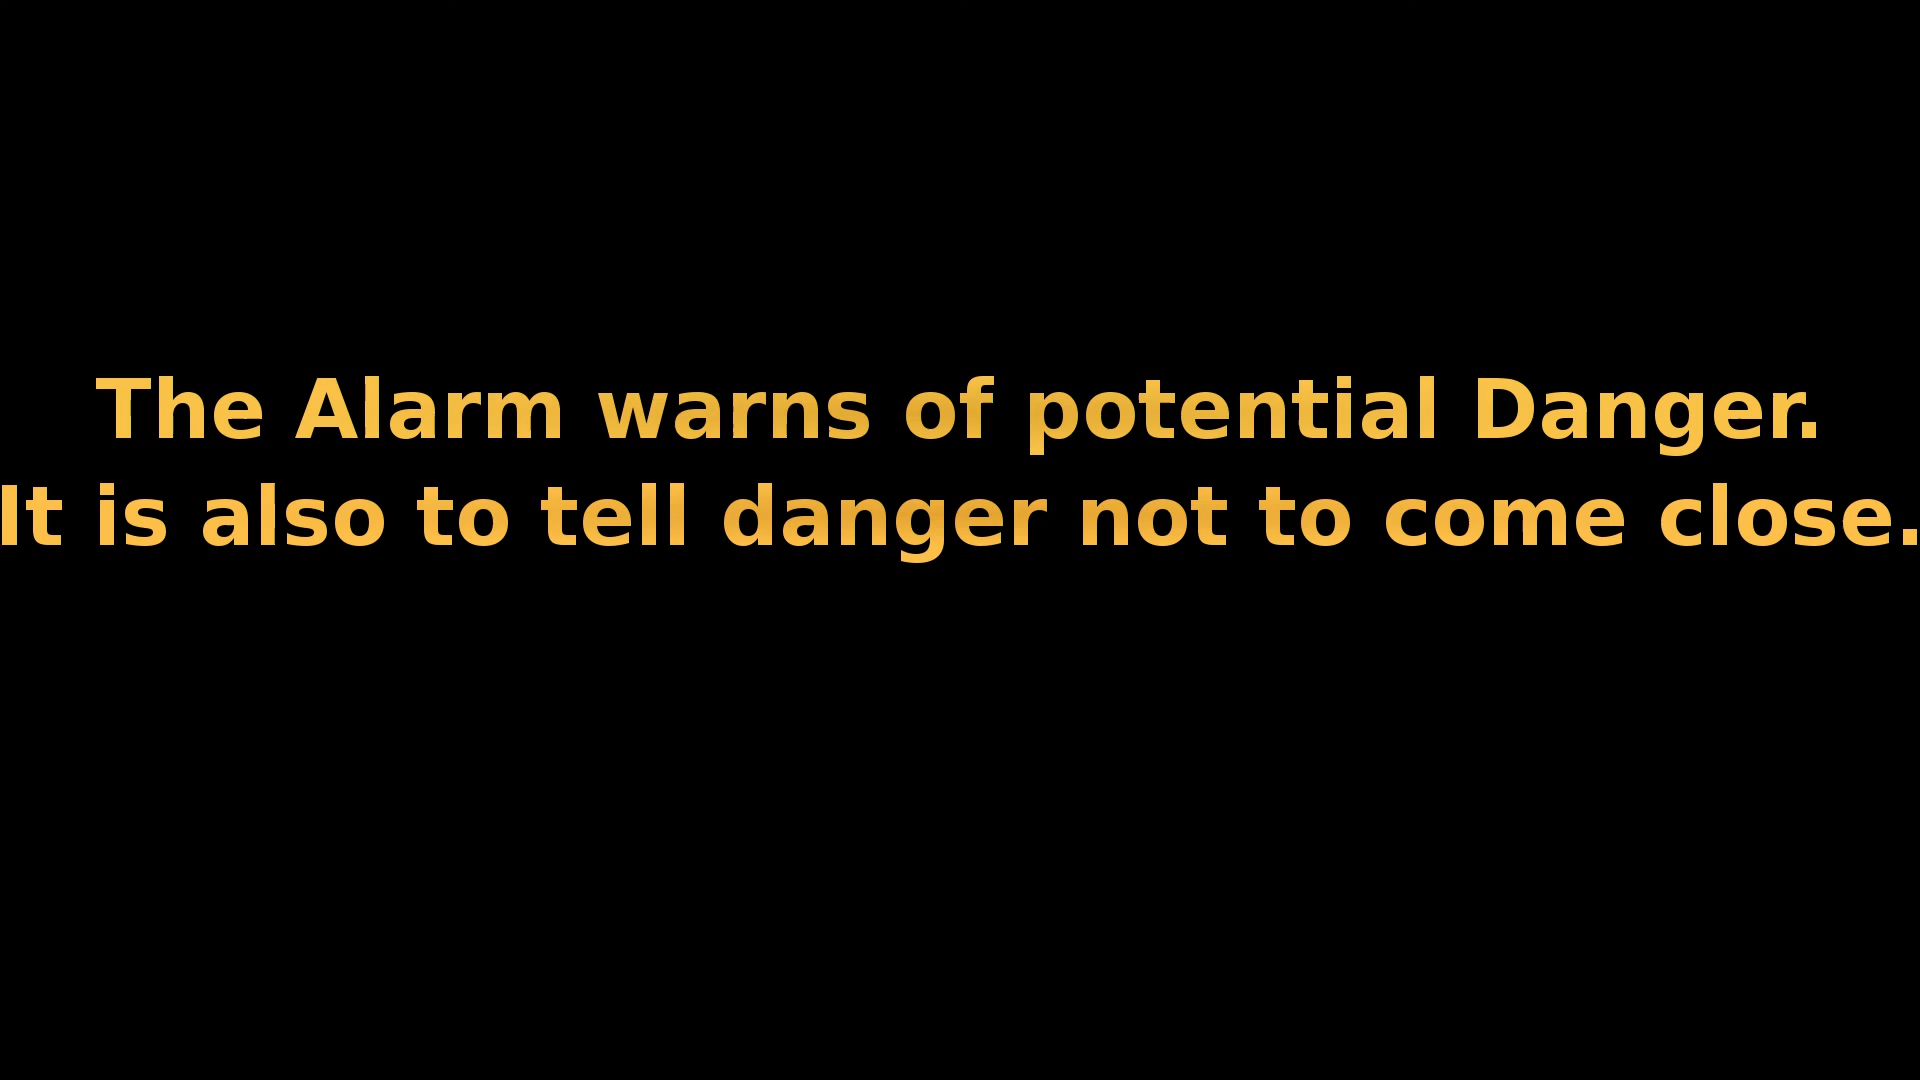 The Alarm warns of potential Danger.
It is also to tell danger not to come close.